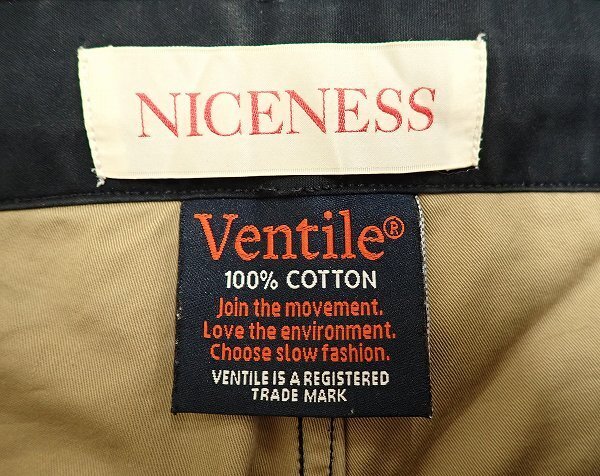 NICENESS
Ventile®
100% COTTON
Join the movement.
Love the environment.
Choose slow fashion.
VENTILE IS A REGISTERED
TRADE MARK